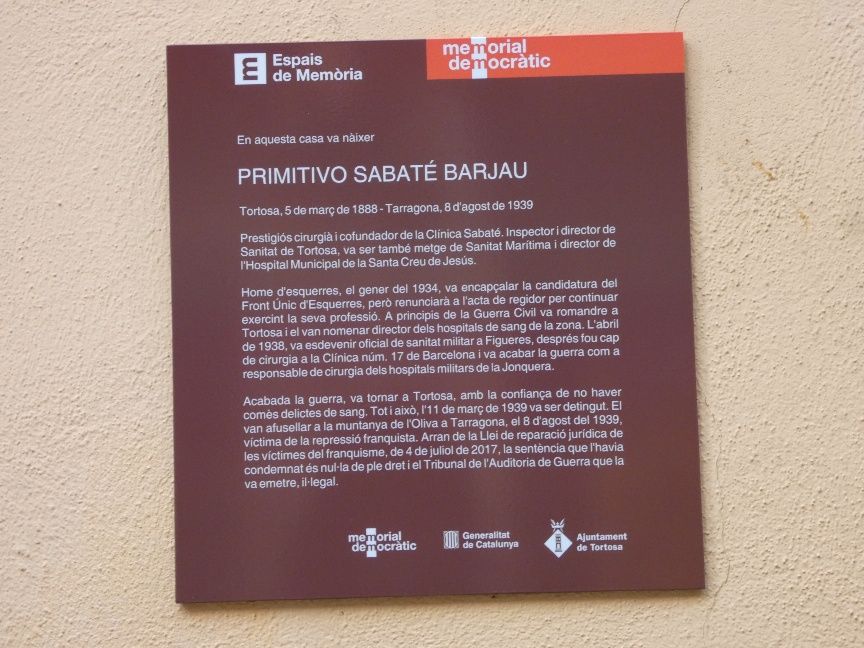 Espais
de Memòria
memorial
democràtic
En aquesta casa va nàixer
PRIMITIVO SABATÉ BARJAU
Tortosa, 5 de març de 1888 - Tarragona, 8 d'agost de 1939
Prestigiós cirurgià i cofundador de la Clínica Sabaté. Inspector i director de
Sanitat de Tortosa, va ser també metge de Sanitat Marítima i director de
l'Hospital Municipal de la Santa Creu de Jesús.
Home d'esquerres, el gener del 1934, va encapçalar la candidatura del
Front Únic d'Esquerres, però renunciarà a l'acta de regidor per continuar
exercint la seva professió. A principis de la Guerra Civil va romandre a
Tortosa i el van nomenar director dels hospitals de sang de la zona. L'abril
de 1938, va esdevenir oficial de sanitat militar a Figueres, després fou cap
de cirurgia a la Clínica núm. 17 de Barcelona i va acabar la guerra com a
responsable de cirurgia dels hospitals militars de la Jonquera.
Acabada la guerra, va tornar a Tortosa, amb la confiança de no haver
comès delictes de sang. Tot i això, l'11 de març de 1939 va ser detingut. El
van afusellar a la muntanya de l'Oliva a Tarragona, el 8 d'agost del 1939,
víctima de la repressió franquista. Arran de la Llei de reparació jurídica de
les víctimes del franquisme, de 4 de juliol de 2017, la sentència que l'havia
condemnat és nul·la de ple dret i el Tribunal de l'Auditoria de Guerra que la
va emetre, il·legal.
memorial
democràtic
Generalitat
de Catalunya
Ajuntament
de Tortosa